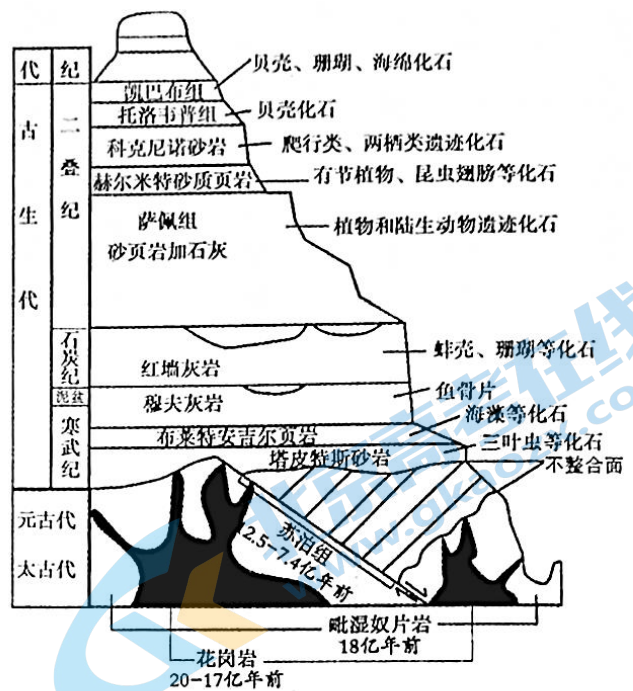 代 纪
古生代
二叠纪
石炭纪
泥盆
寒武纪
元古代
太古代
凯巴布组
托洛韦普组
科克尼诺砂岩
赫尔米特砂质页岩
萨佩组
砂页岩加石灰
红墙灰岩
穆夫灰岩
布莱特安吉尔页岩
塔皮特斯砂岩
贝壳、珊瑚、海绵化石
贝壳化石
爬行类、两栖类遗迹化石
有节植物、昆虫翅膀等化石
植物和陆生动物遗迹化石
蚌壳、珊瑚等化石
鱼骨片
海藻等化石
三叶虫等化石
不整合面
苏泊组
12.5-7.4亿年前
毗湿奴片岩
18亿年前
花岗岩
20-17亿年前
北京高考在线
www.gkaozx.com